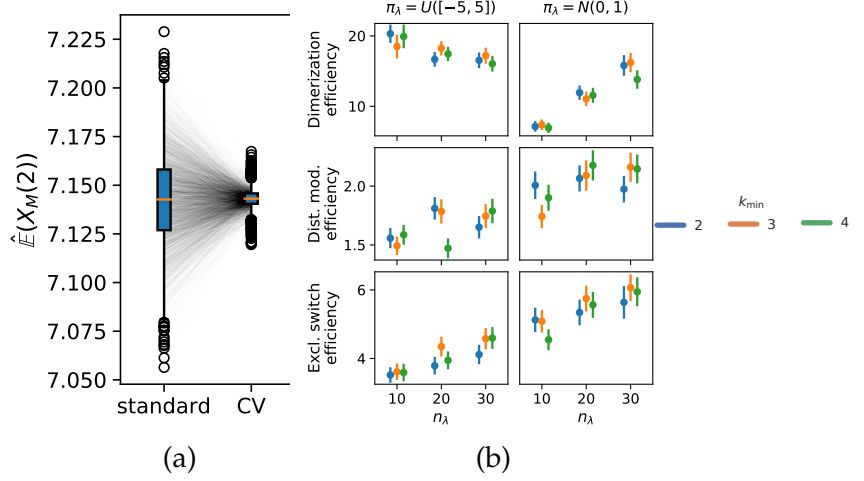 Ê(X_M(2))
7.225
7.200
7.175
7.150
7.125
7.100
7.075
7.050
standard CV
(a)
π_λ = U([−5, 5]) π_λ = N(0, 1)
Dimerization
efficiency
20
10
Dist. mod.
efficiency
2.0
1.5
Excl. switch
efficiency
6
4
10 20 30 10 20 30
n_λ n_λ
(b)
k_min
2 3 4